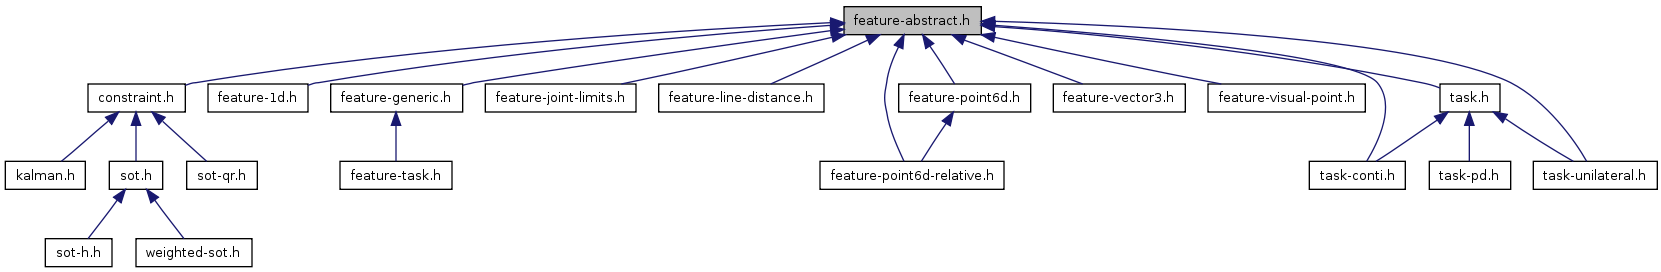 feature-abstract.h
constraint.h
feature-1d.h
feature-generic.h
feature-joint-limits.h
feature-line-distance.h
feature-point6d.h
feature-vector3.h
feature-visual-point.h
task.h
kalman.h
sot.h
sot-qr.h
feature-task.h
feature-point6d-relative.h
task-conti.h
task-pd.h
task-unilateral.h
sot-h.h
weighted-sot.h